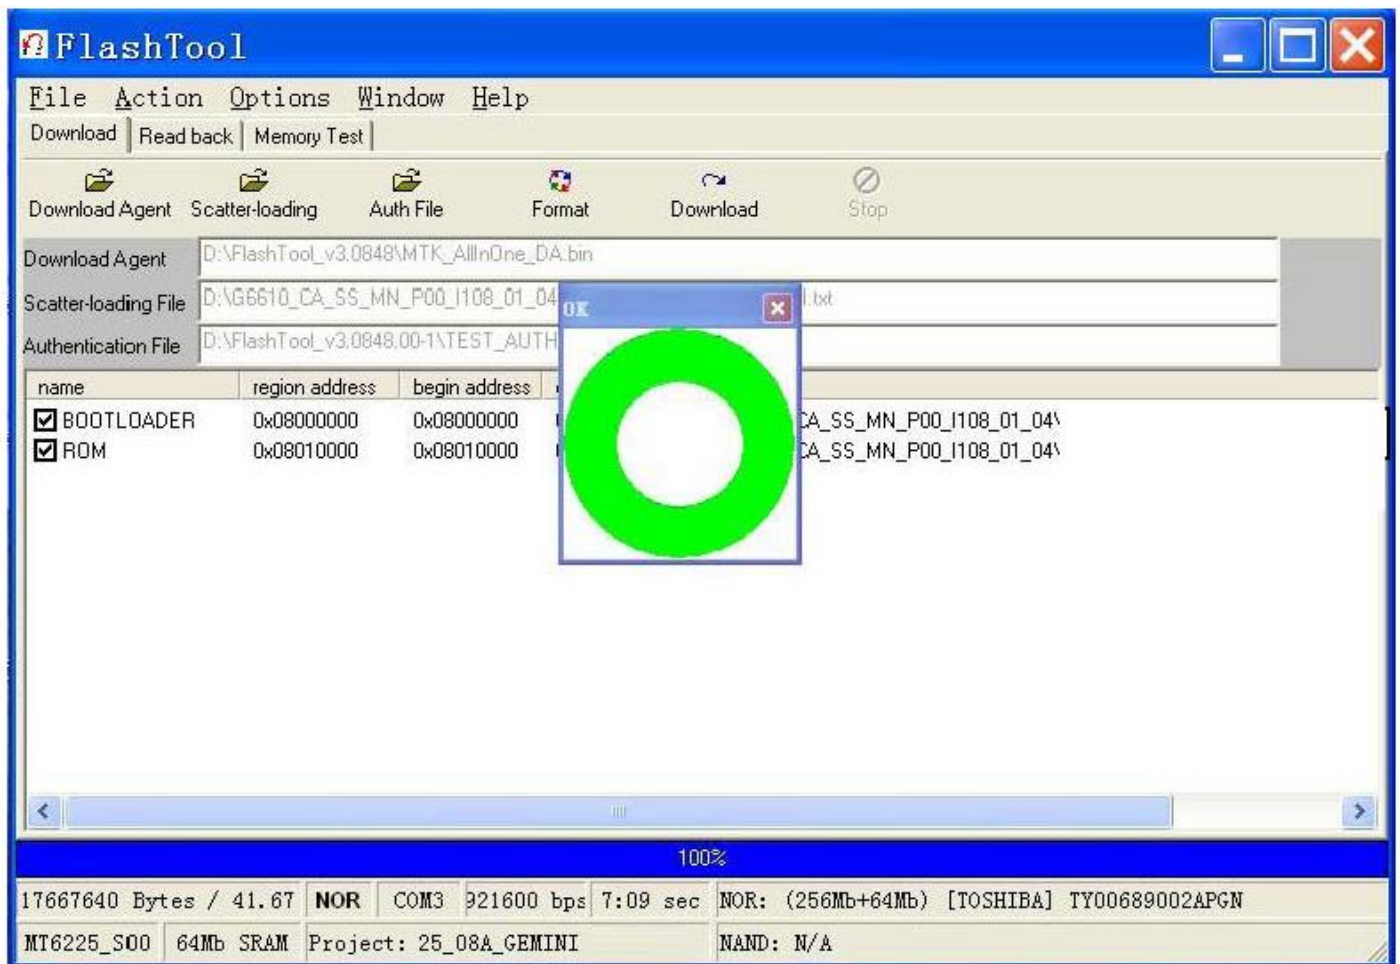 FlashTool
File Action Options Window Help
Download Read back Memory Test
Download Agent Scatter-loading Auth File Format Download Stop
Download Agent D:\FlashTool_v3.0848\MTK_AllInOne_DA.bin
Scatter-loading File D:\G6610_CA_SS_MN_P00_I108_01_04 .txt
Authentication File D:\FlashTool_v3.0848.00-1\TEST_AUTH
OK
name region address begin address
BOOTLOADER 0x08000000 0x08000000 CA_SS_MN_P00_I108_01_04\
ROM 0x08010000 0x08010000 CA_SS_MN_P00_I108_01_04\
100%
17667640 Bytes / 41.67 NOR COM3 921600 bps 7:09 sec NOR: (256Mb+64Mb) [TOSHIBA] TY00689002APGN
MT6225_S00 64Mb SRAM Project: 25_08A_GEMINI NAND: N/A